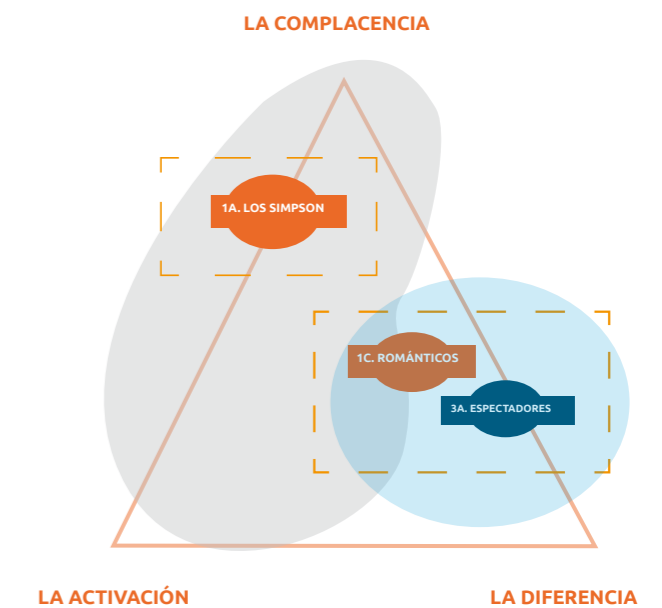 LA COMPLACENCIA
1A. LOS SIMPSON
1C. ROMÁNTICOS
3A. ESPECTADORES
LA ACTIVACIÓN
LA DIFERENCIA